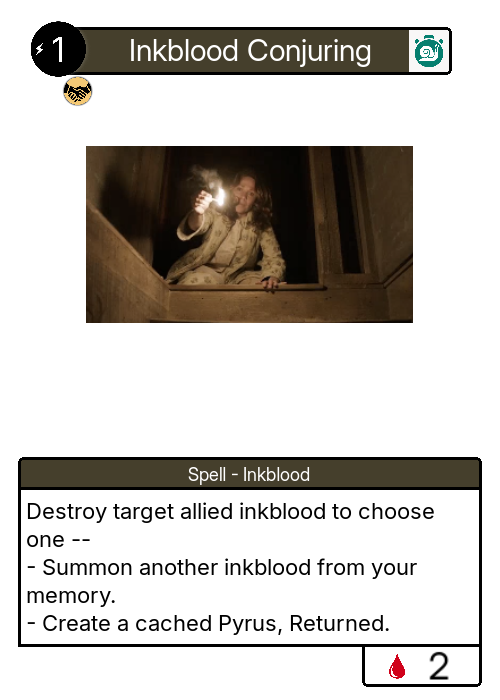 1
Inkblood Conjuring
Spell - Inkblood
Destroy target allied inkblood to choose
one --
- Summon another inkblood from your
memory.
- Create a cached Pyrus, Returned.
2